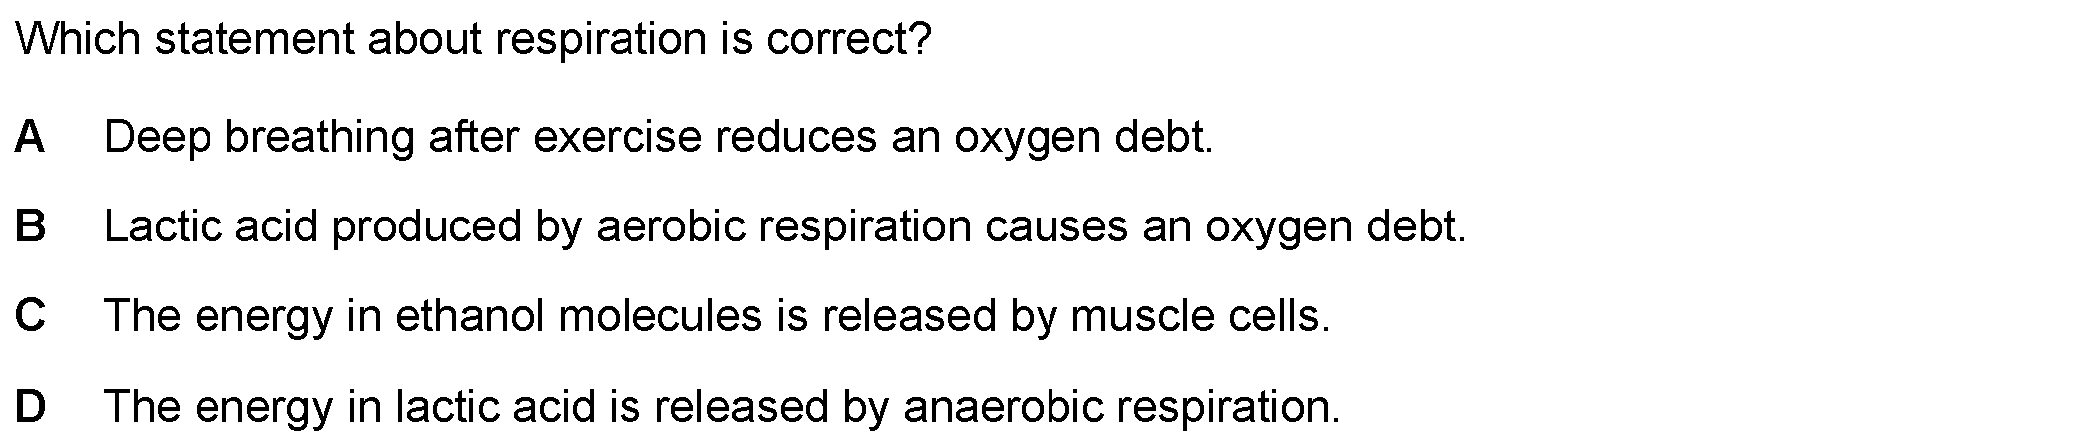 Which statement about respiration is correct?
A Deep breathing after exercise reduces an oxygen debt.
B Lactic acid produced by aerobic respiration causes an oxygen debt.
C The energy in ethanol molecules is released by muscle cells.
D The energy in lactic acid is released by anaerobic respiration.